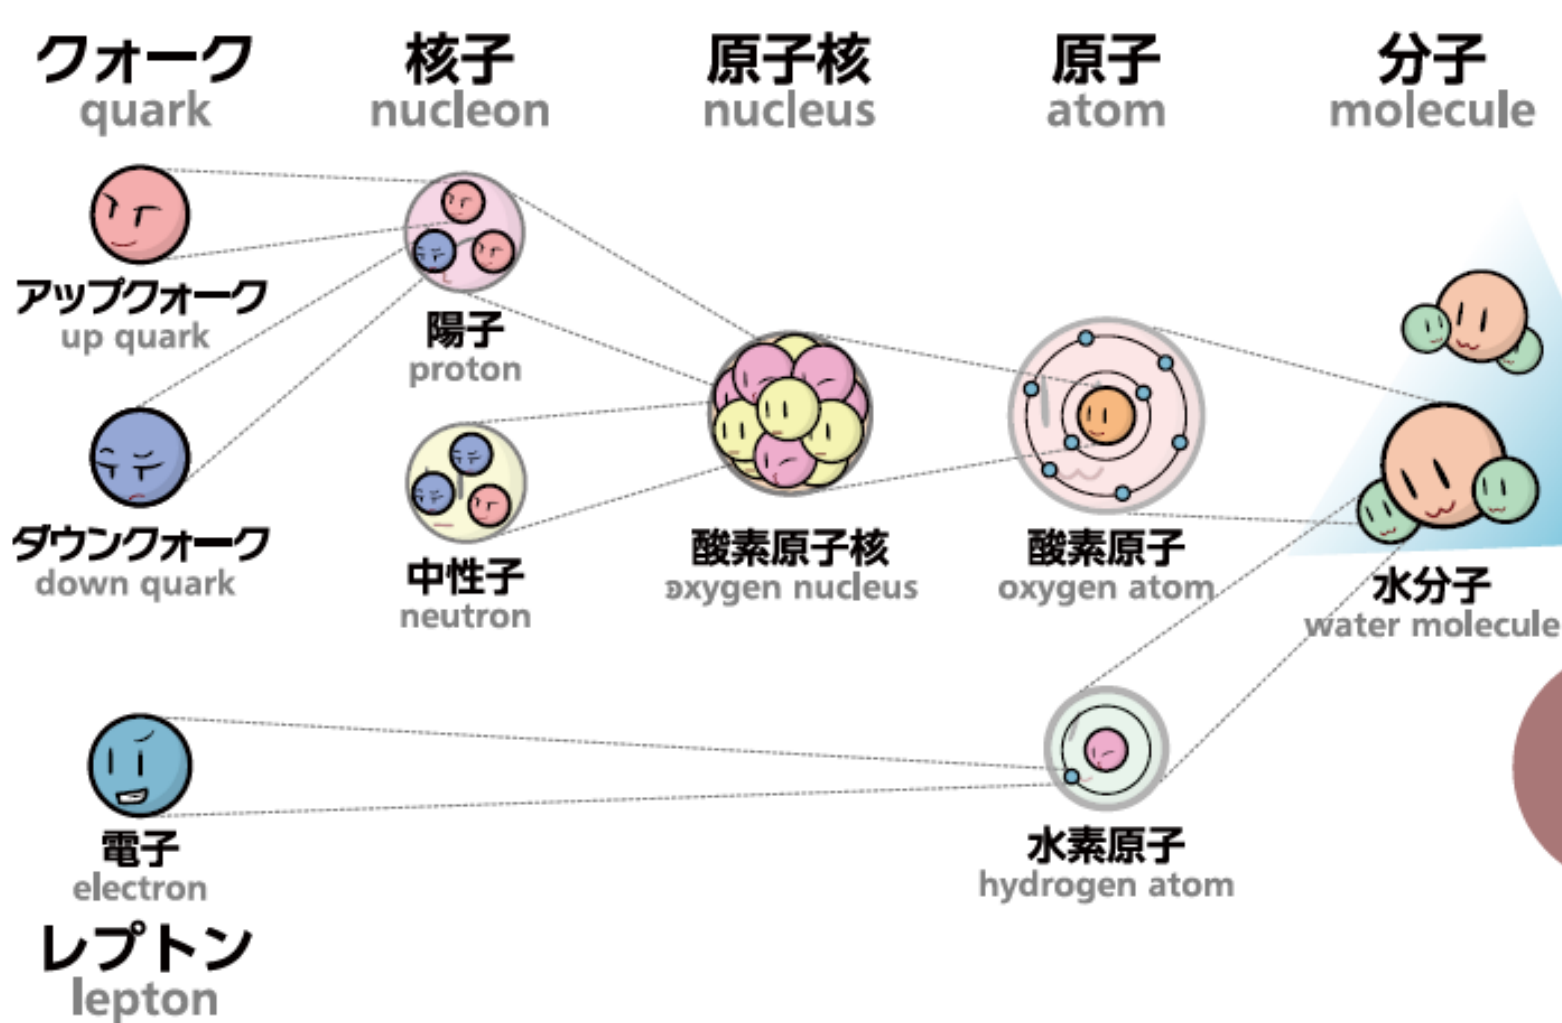 クォーク
quark
核子
nucleon
原子核
nucleus
原子
atom
分子
molecule
アップクォーク
up quark
陽子
proton
ダウンクォーク
down quark
中性子
neutron
酸素原子核
oxygen nucleus
酸素原子
oxygen atom
水分子
water molecule
電子
electron
水素原子
hydrogen atom
レプトン
lepton